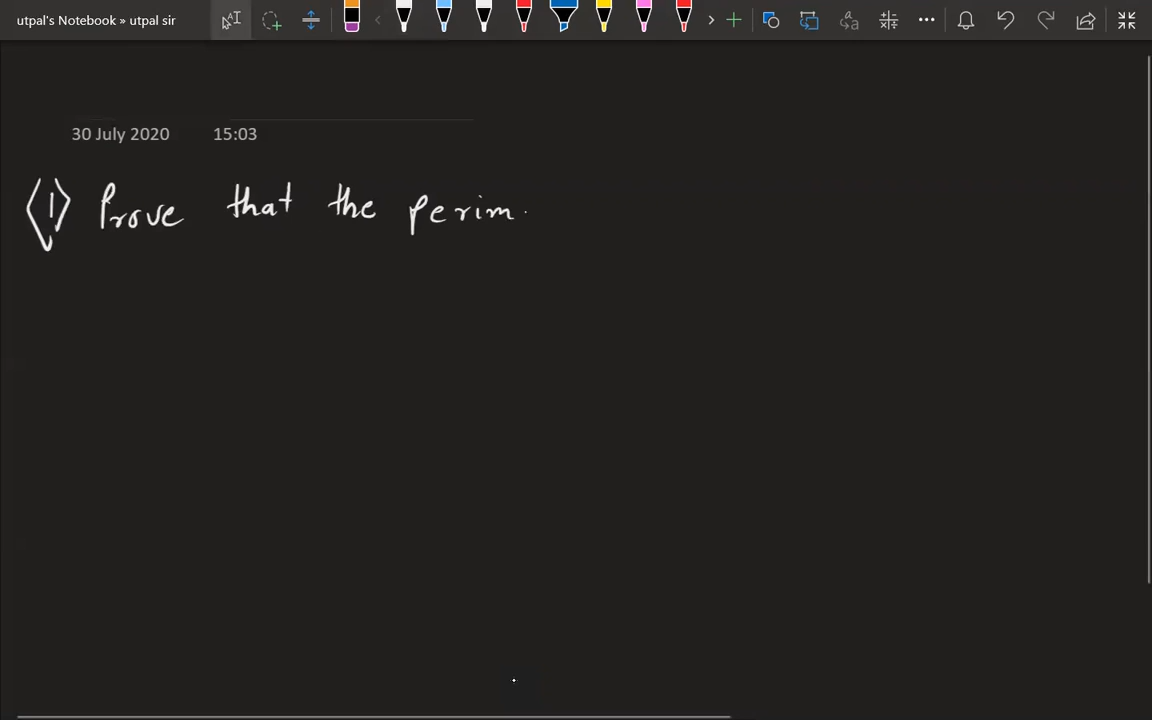 utpal's Notebook » utpal sir
30 July 2020 15:03
<1> Prove that the perim